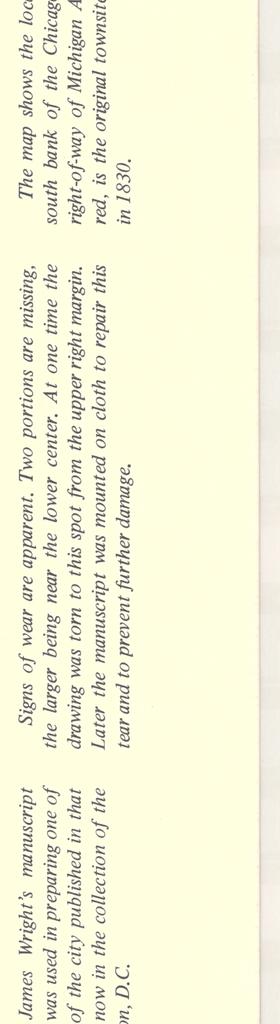 James Wright's manuscript
was used in preparing one of
of the city published in that
now in the collection of the
D.C.
Signs of wear are apparent. Two portions are missing,
the larger being near the lower center. At one time the
drawing was torn to this spot from the upper right margin.
Later the manuscript was mounted on cloth to repair this
tear and to prevent further damage.
The map shows the
south bank of the
right-of-way of Michigan
red, is the original
in 1830.